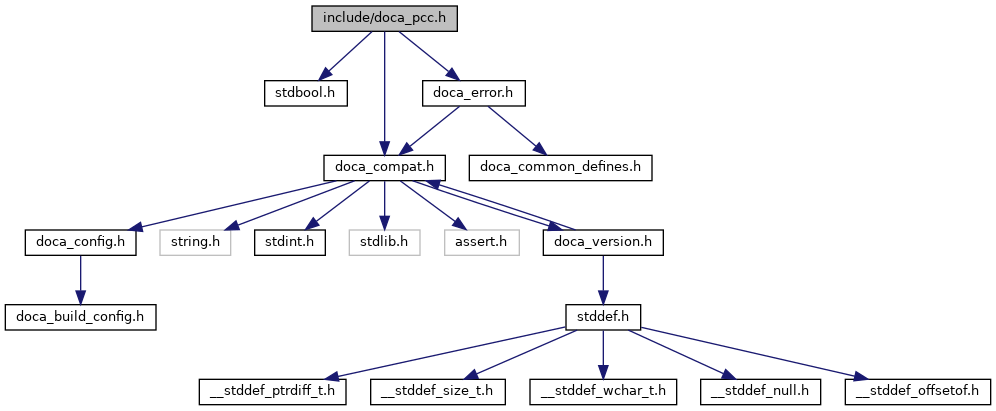 include/doca_pcc.h
stdbool.h
doca_error.h
doca_compat.h
doca_common_defines.h
doca_config.h
string.h
stdint.h
stdlib.h
assert.h
doca_version.h
doca_build_config.h
stddef.h
__stddef_ptrdiff_t.h
__stddef_size_t.h
__stddef_wchar_t.h
__stddef_null.h
__stddef_offsetof.h